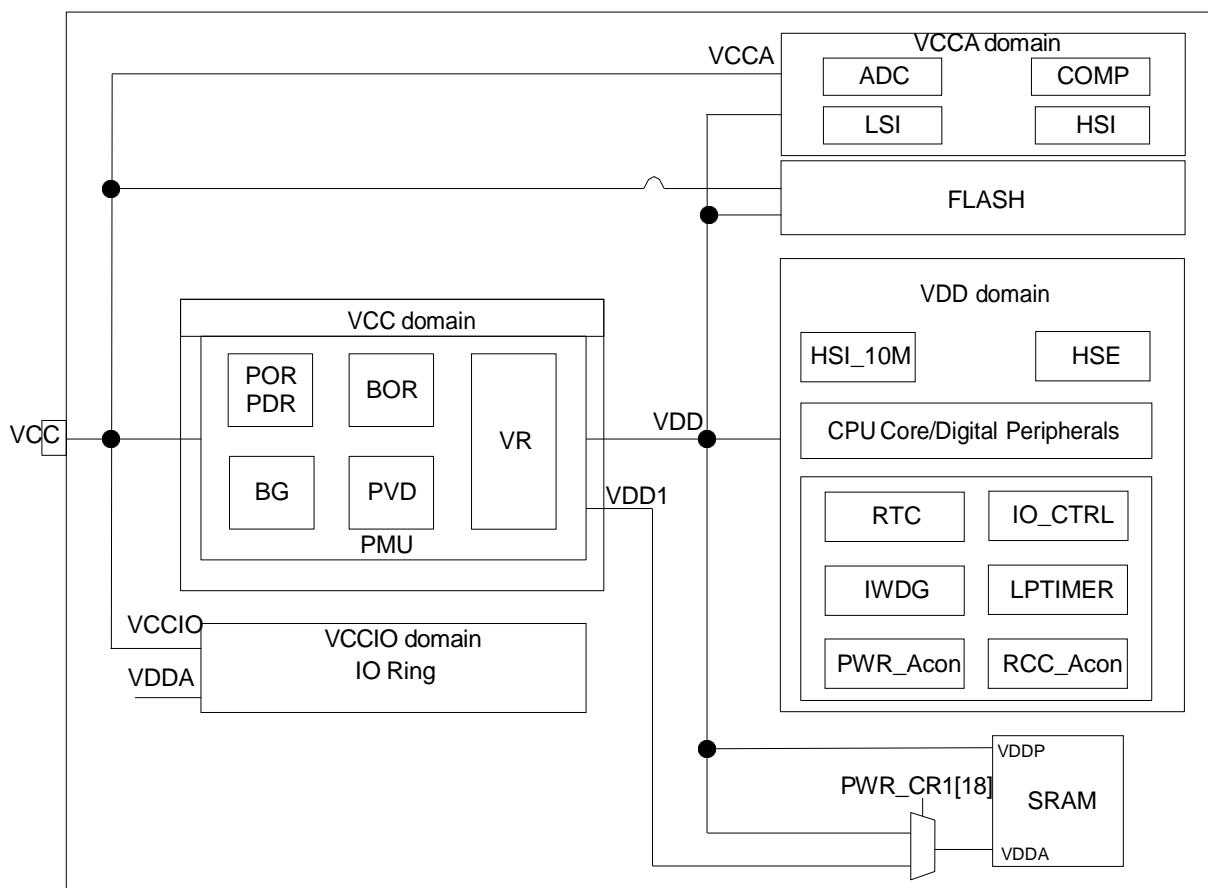 VCCA domain
VCCA
ADC
COMP
LSI
HSI
FLASH
VDD domain
VCC domain
HSI_10M
HSE
POR
PDR
BOR
VR
VDD
CPU Core/Digital Peripherals
VCC
BG
PVD
VDD1
RTC
IO_CTRL
PMU
IWDG
LPTIMER
VCCIO
VCCIO domain
IO Ring
VDDA
PWR_Acon
RCC_Acon
VDDP
PWR_CR1[18]
SRAM
VDDA